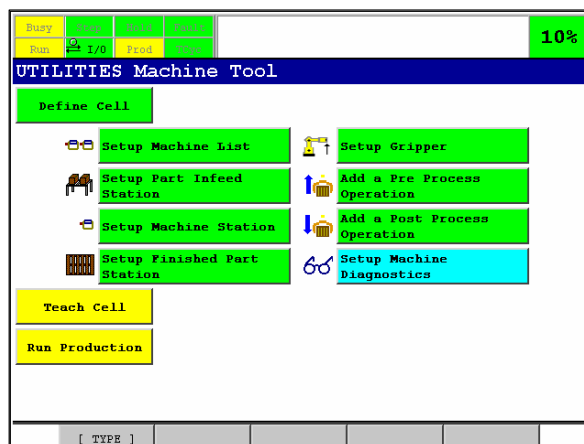 Busy Step Hold Fault
10%
Run I/O Prod TCyc
UTILITIES Machine Tool
Define Cell
Setup Machine List
Setup Gripper
Setup Part Infeed
Station
Add a Pre Process
Operation
Setup Machine Station
Add a Post Process
Operation
Setup Finished Part
Station
Setup Machine
Diagnostics
Teach Cell
Run Production
[ TYPE ]